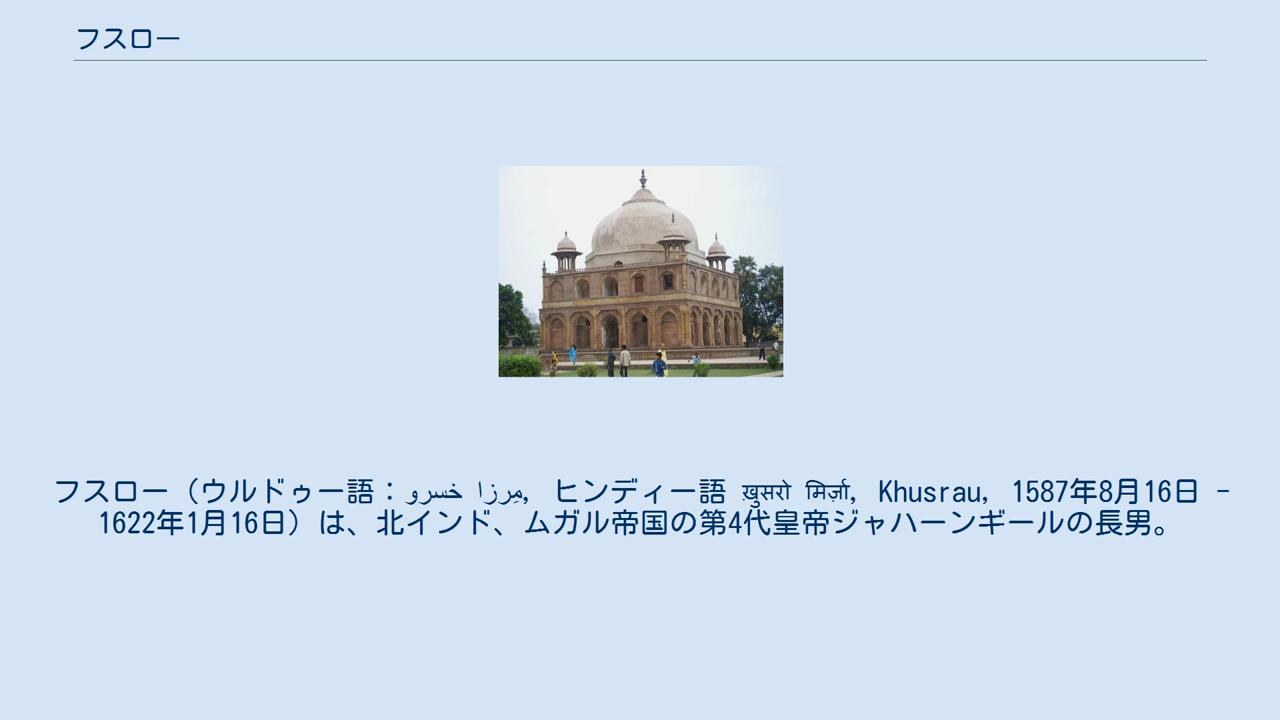 フスロー
フスロー（ウルドゥー語：مِرزا خسرو, ヒンディー語 ख़ुसरो मिर्ज़ा, Khusrau, 1587年8月16日 -
1622年1月16日）は、北インド、ムガル帝国の第4代皇帝ジャハーンギールの長男。